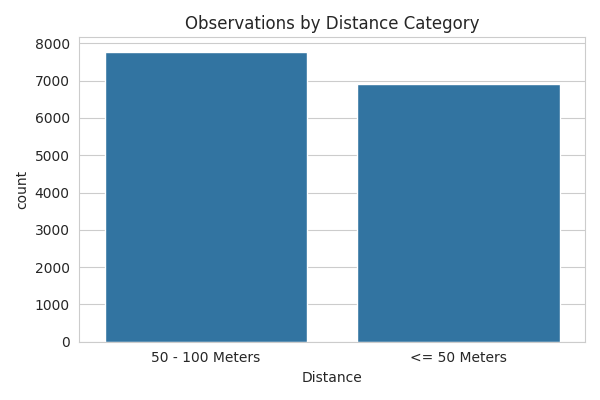 Observations by Distance Category
8000
7000
6000
5000
4000
3000
2000
1000
0
count
50 - 100 Meters
<= 50 Meters
Distance